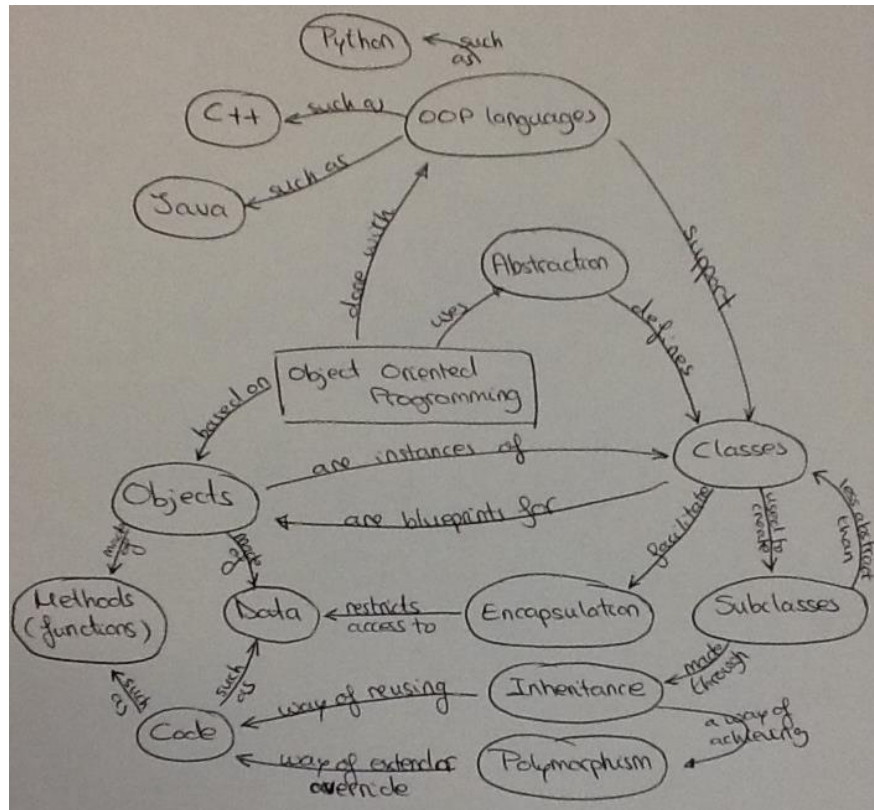 Python
such
as
C++
such as
OOP languages
Java
such as
done with
support
Abstraction
uses
defines
Object Oriented
Programming
based on
Classes
are instances of
Objects
are blueprints for
facilitate
used to
create
less abstract
than
made
of
made
of
Methods
(functions)
Data
restricts
access to
Encapsulation
Subclasses
made
through
such
as
such
as
way of reusing
Inheritance
a way of
achieving
Code
way of extend or
override
Polymorphism